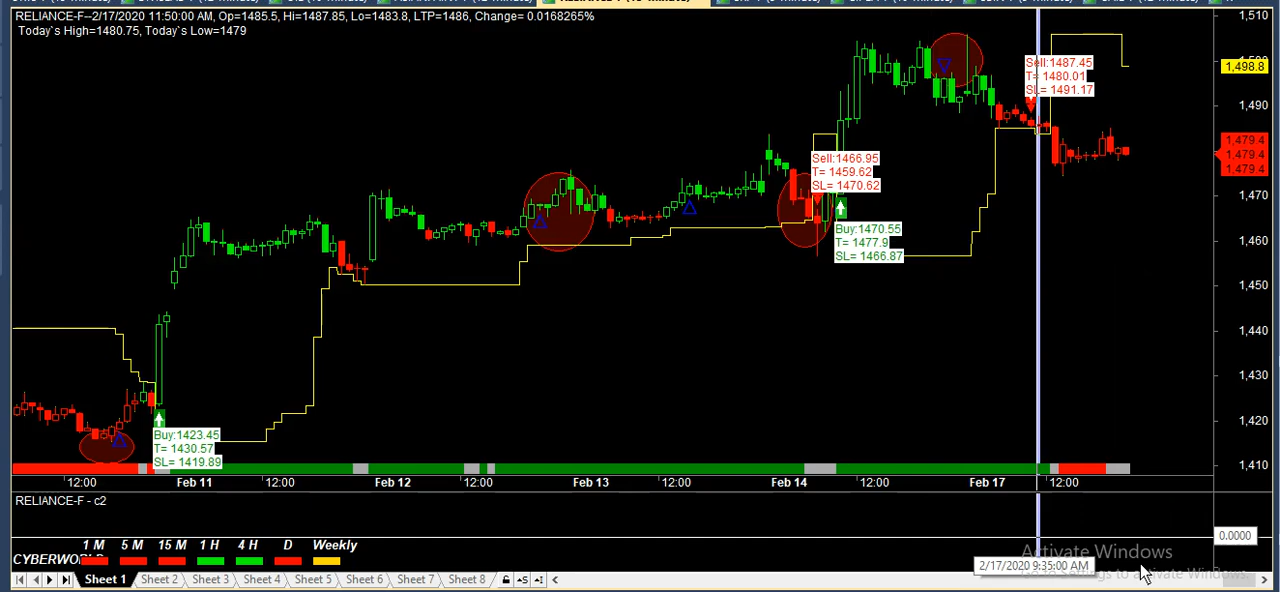 RELIANCE-F-2/17/2020 11:50:00 AM, Op=1485.5, Hi=1487.85, Lo=1483.8, LTP=1486, Change= 0.0168265%
Today`s High=1480.75, Today`s Low=1479
1,510
1,498.8
1,490
1,479.4
1,479.4
1,479.4
1,470
1,460
1,450
1,440
1,430
1,420
1,410
Sell:1487.45
T= 1480.01
SL= 1491.17
Sell:1466.95
T= 1459.62
SL= 1470.62
Buy:1470.55
T= 1477.9
SL= 1466.87
Buy:1423.45
T= 1430.57
SL= 1419.89
12:00 Feb 11 12:00 Feb 12 12:00 Feb 13 12:00 Feb 14 12:00 Feb 17 12:00
RELIANCE-F - c2
0.0000
1 M 5 M 15 M 1 H 4 H D Weekly
Activate Windows
2/17/2020 9:35:00 AM
Go to Settings to activate Windows.
Sheet 1 Sheet 2 Sheet 3 Sheet 4 Sheet 5 Sheet 6 Sheet 7 Sheet 8